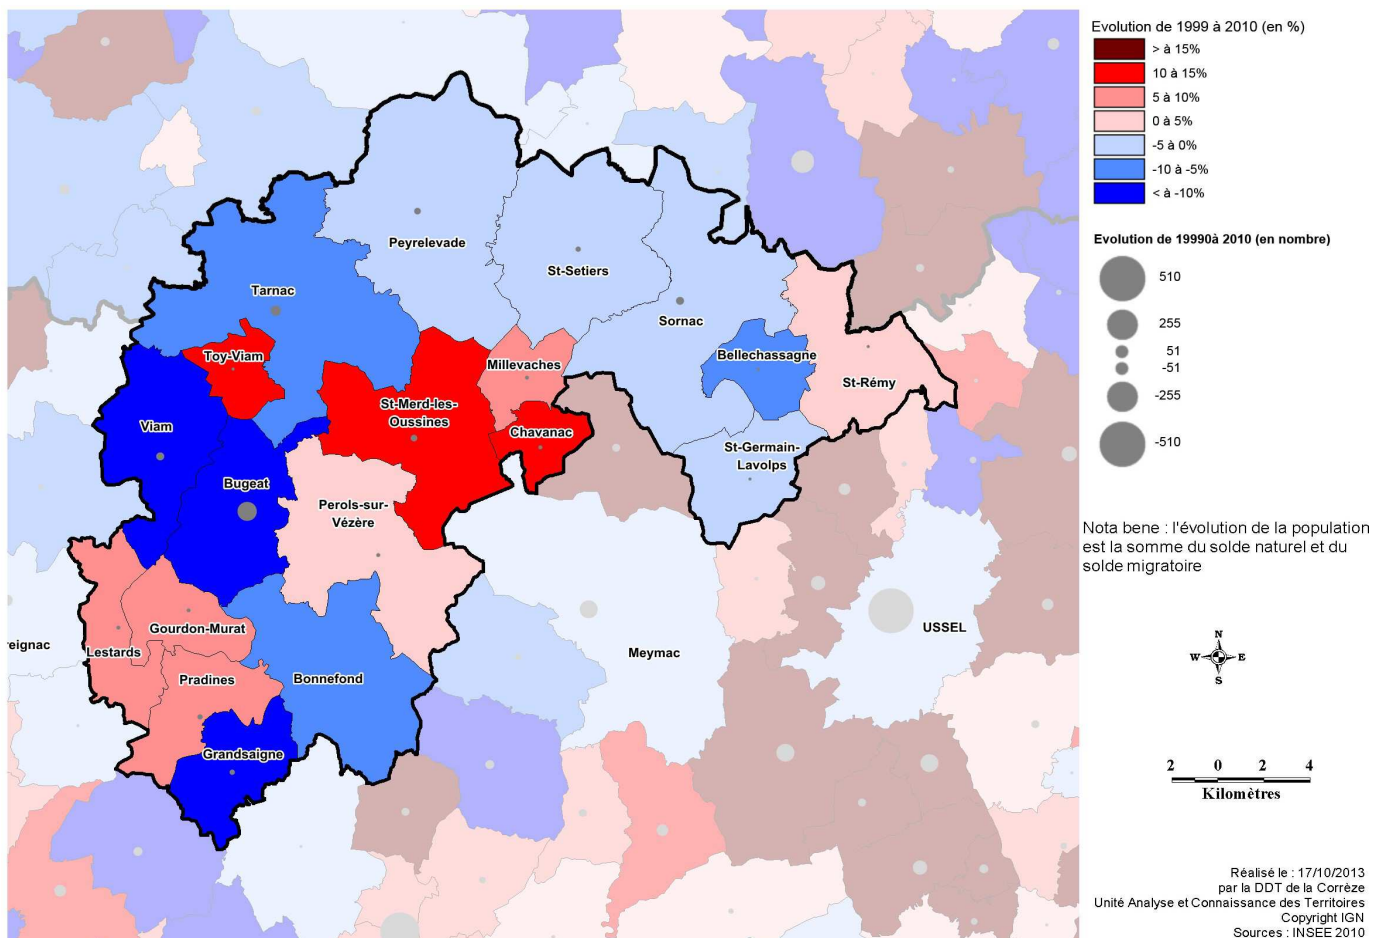 Evolution de 1999 à 2010 (en %)
> à 15%
10 à 15%
5 à 10%
0 à 5%
-5 à 0%
-10 à -5%
< à -10%
Evolution de 19990à 2010 (en nombre)
510
255
51
-51
-255
-510
Nota bene : l'évolution de la population
est la somme du solde naturel et du
solde migratoire
N
W E
S
2 0 2 4
Kilomètres
Réalisé le : 17/10/2013
par la DDT de la Corrèze
Unité Analyse et Connaissance des Territoires
Copyright IGN
Sources : INSEE 2010
Peyrelevade
St-Setiers
Tarnac
Sornac
Toy-Viam
Millevaches
Bellechassagne
St-Rémy
St-Merd-les-
Oussines
Viam
Chavanac
St-Germain-
Lavolps
Bugeat
Perols-sur-
Vézère
Gourdon-Murat
USSEL
reignac
Lestards
Meymac
Pradines
Bonnefond
Grandsaigne